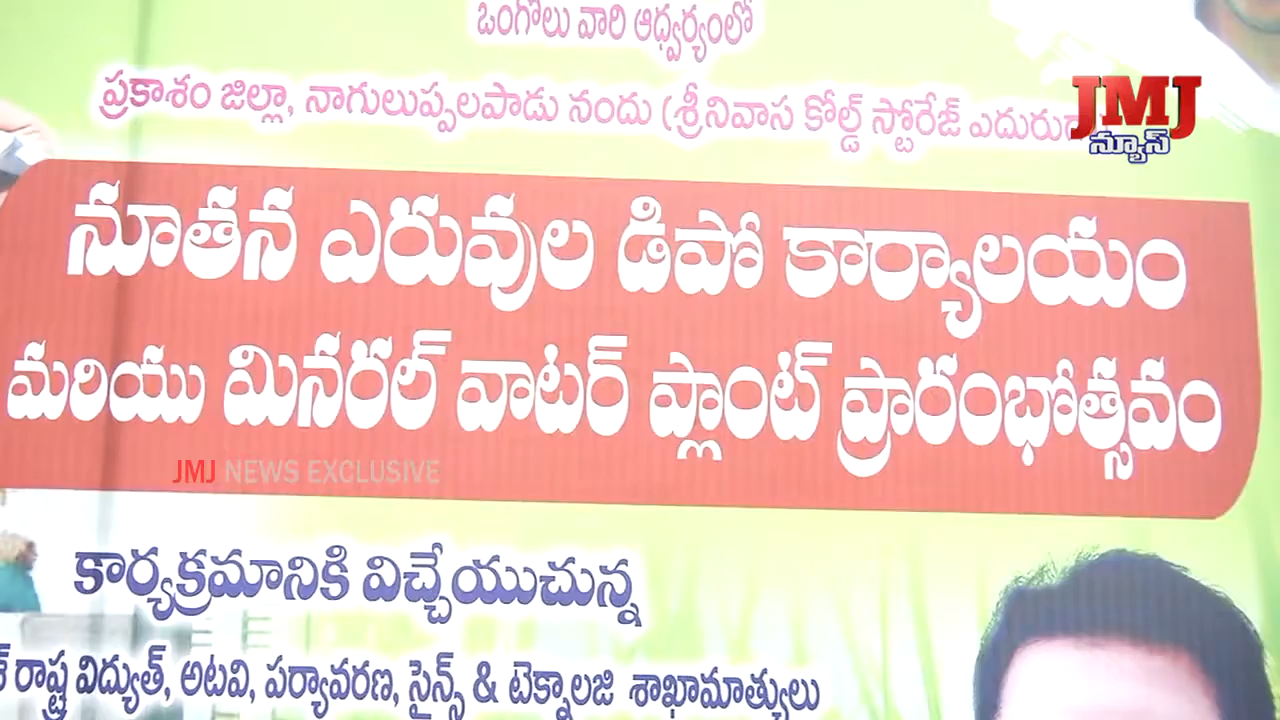 ఒంగోలు వారి ఆధ్వర్యంలో
ప్రకాశం జిల్లా, నాగులుప్పలపాడు నందు (శ్రీనివాస కోల్డ్ స్టోరేజ్
JMJ
న్యూస్
నూతన ఎరువుల డిపో కార్యాలయం
మరియు మినరల్ వాటర్ ప్లాంట్ ప్రారంభోత్సవం
JMJ NEWS EXCLUSIVE
కార్యక్రమానికి విచ్చేయుచున్న
రాష్ట్ర విద్యుత్, అటవి, పర్యావరణ, సైన్స్ & టెక్నాలజి శాఖామాత్యులు